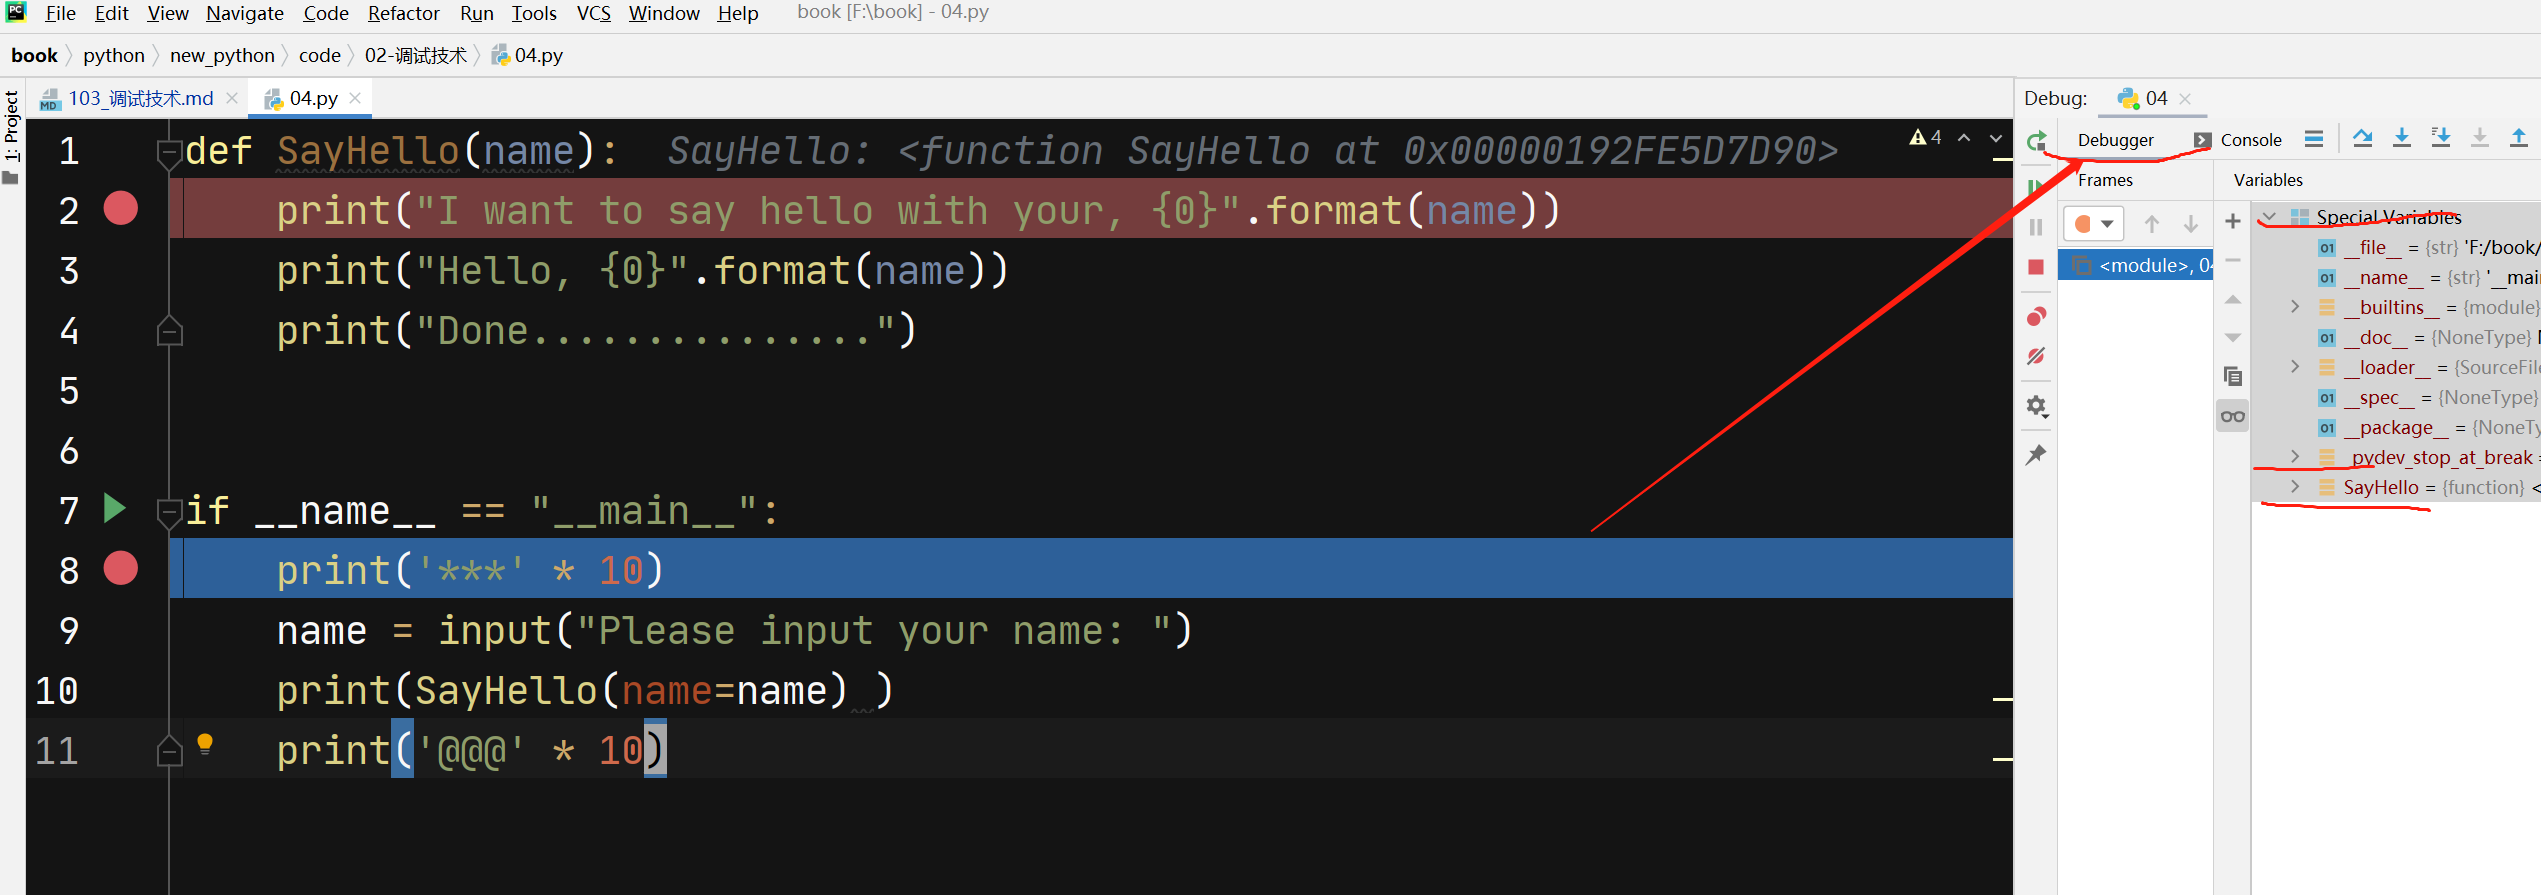 File Edit View Navigate Code Refactor Run Tools VCS Window Help book [F:\book] - 04.py
book python new_python code 02-调试技术 04.py
1: Project
MD 103_调试技术.md 04.py
1 def SayHello(name): SayHello: <function SayHello at 0x00000192FE5D7D90>
4
2 print("I want to say hello with your, {0}".format(name))
3 print("Hello, {0}".format(name))
4 print("Done...............")
5
6
7 if __name__ == "__main__":
8 print('***' * 10)
9 name = input("Please input your name: ")
10 print(SayHello(name=name) )
11 print('@@@' * 10)
Debug: 04
Debugger Console
Frames Variables
<module>, 04
Special Variables
__file__ = {str} 'F:/book/
__name__ = {str} '__mai
__builtins__ = {module}
__doc__ = {NoneType}
__loader__ = {SourceFile
__spec__ = {NoneType}
__package__ = {NoneTy
pydev_stop_at_break =
SayHello = {function} <